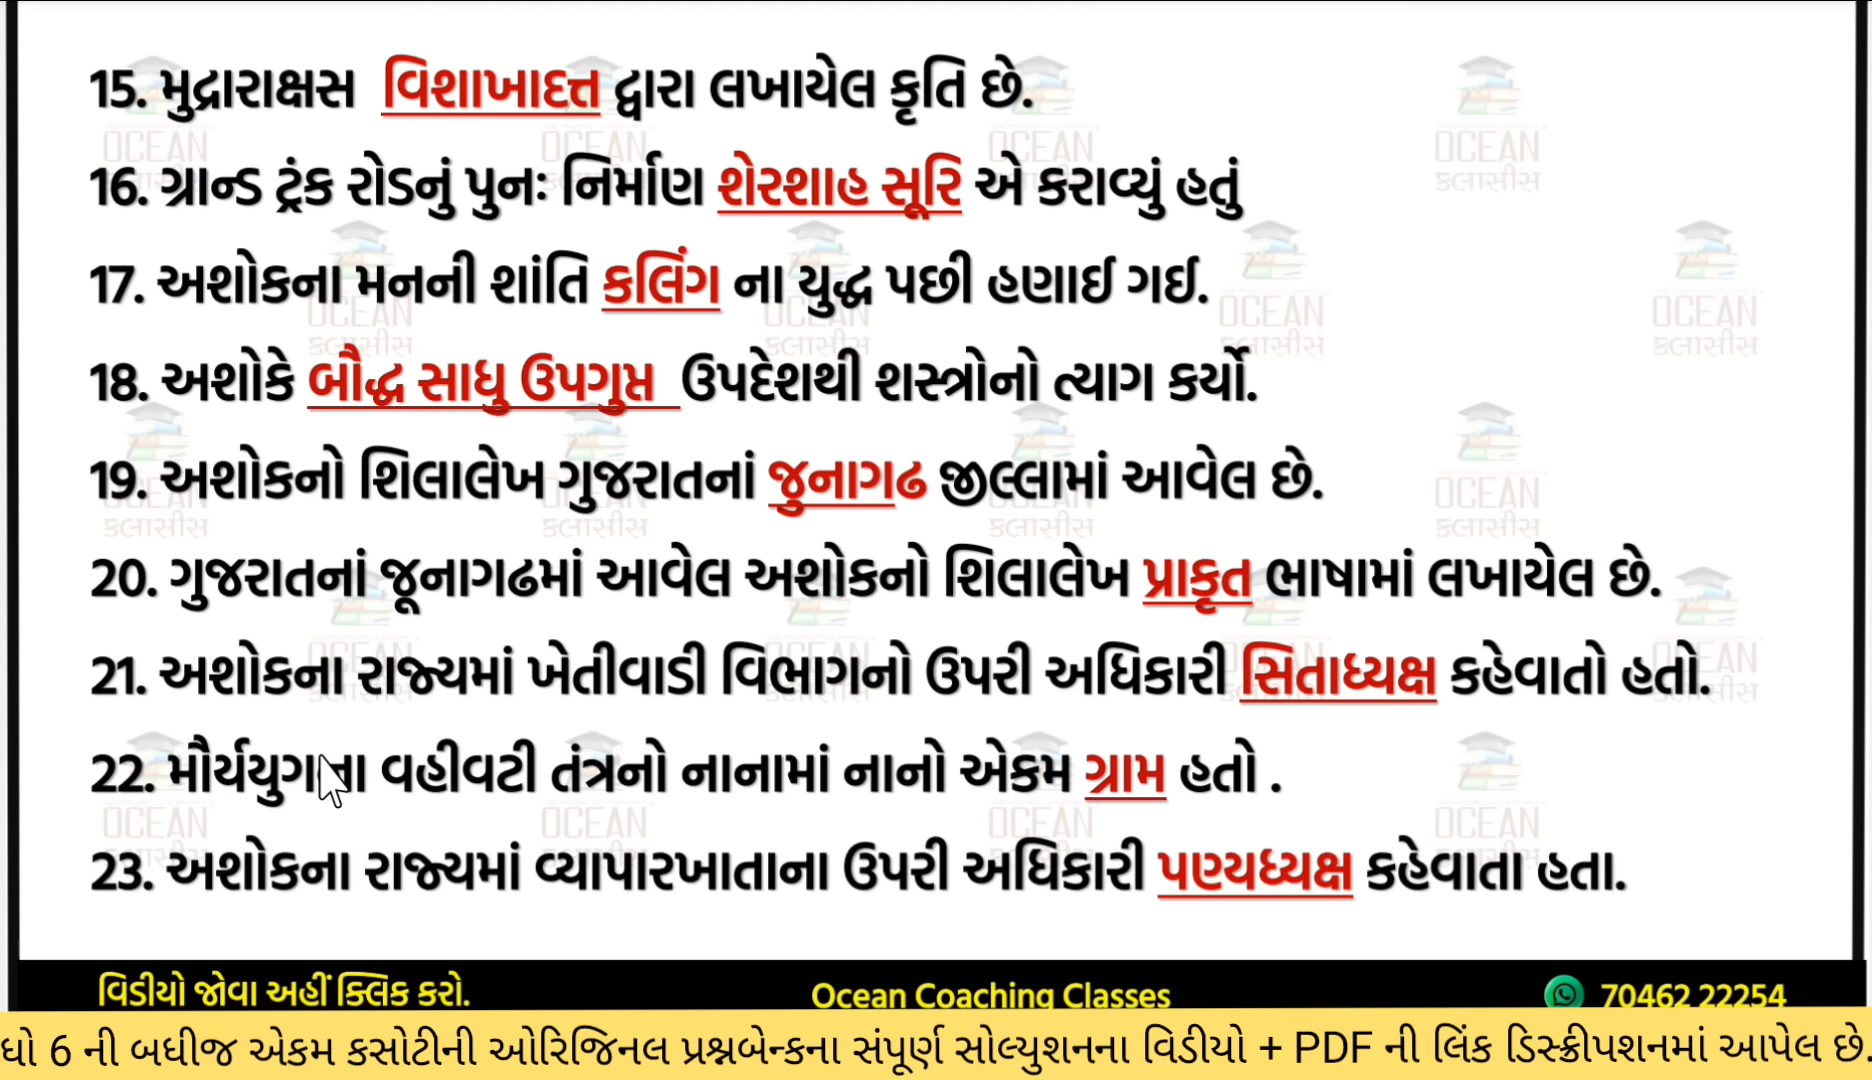 15. મુદ્રારાક્ષસ વિશાખાદત્ત દ્વારા લખાયેલ કૃતિ છે.
16. ગ્રાન્ડ ટ્રંક રોડનું પુનઃ નિર્માણ શેરશાહ સૂરિ એ કરાવ્યું હતું
17. અશોકના મનની શાંતિ કલિંગ ના યુદ્ધ પછી હણાઈ ગઈ.
18. અશોકે બૌદ્ધ સાધુ ઉપગુપ્ત ઉપદેશથી શસ્ત્રોનો ત્યાગ કર્યો.
19. અશોકનો શિલાલેખ ગુજરાતનાં જુનાગઢ જીલ્લામાં આવેલ છે.
20. ગુજરાતનાં જૂનાગઢમાં આવેલ અશોકનો શિલાલેખ પ્રાકૃત ભાષામાં લખાયેલ છે.
21. અશોકના રાજ્યમાં ખેતીવાડી વિભાગનો ઉપરી અધિકારી સિતાધ્યક્ષ કહેવાતો હતો.
22. મૌર્યયુગના વહીવટી તંત્રનો નાનામાં નાનો એકમ ગ્રામ હતો .
23. અશોકના રાજ્યમાં વ્યાપારખાતાના ઉપરી અધિકારી પણ્યધ્યક્ષ કહેવાતા હતા.
વિડીયો જોવા અહીં ક્લિક કરો. Ocean Coaching Classes 70462 22254
ધો 6 ની બધીજ એકમ કસોટીની ઓરિજિનલ પ્રશ્નબેન્કના સંપૂર્ણ સોલ્યુશનના વિડીયો + PDF ની લિંક ડિસ્ક્રીપશનમાં આપેલ છે.